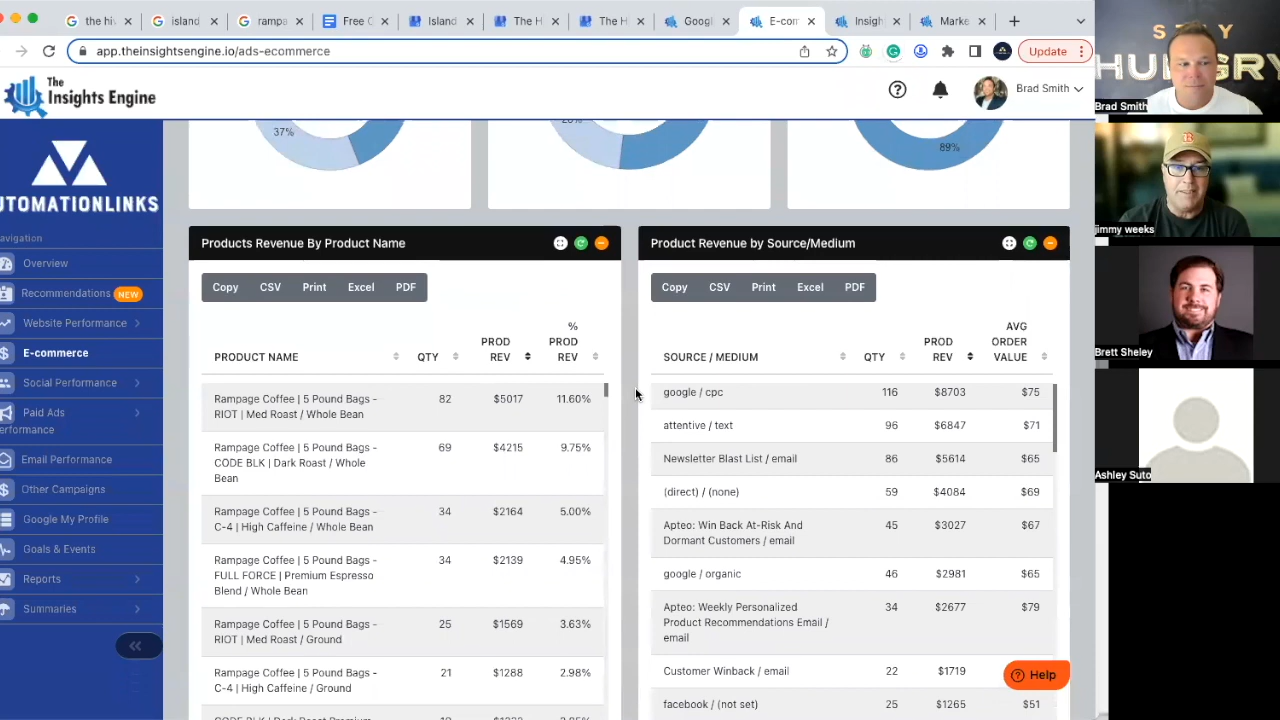 the hiv
island
rampa
Free C
Island
The H
The H
Googl
E-com
Insigh
Marke
app.theinsightsengine.io/ads-ecommerce
Update
The
Insights Engine
Brad Smith
UTOMATIONLINKS
avigation
Overview
Recommendations NEW
Website Performance
E-commerce
Social Performance
Paid Ads
erformance
Email Performance
Other Campaigns
Google My Profile
Goals & Events
Reports
Summaries
37%
89%
Products Revenue By Product Name
Copy CSV Print Excel PDF
PRODUCT NAME QTY PROD REV % PROD REV
Rampage Coffee | 5 Pound Bags - 82 $5017 11.60%
RIOT | Med Roast / Whole Bean
Rampage Coffee | 5 Pound Bags - 69 $4215 9.75%
CODE BLK | Dark Roast / Whole
Bean
Rampage Coffee | 5 Pound Bags - 34 $2164 5.00%
C-4 | High Caffeine / Whole Bean
Rampage Coffee | 5 Pound Bags - 34 $2139 4.95%
FULL FORCE | Premium Espresso
Blend / Whole Bean
Rampage Coffee | 5 Pound Bags - 25 $1569 3.63%
RIOT | Med Roast / Ground
Rampage Coffee | 5 Pound Bags - 21 $1288 2.98%
C-4 | High Caffeine / Ground
Product Revenue by Source/Medium
Copy CSV Print Excel PDF
SOURCE / MEDIUM QTY PROD REV AVG ORDER VALUE
google / cpc 116 $8703 $75
attentive / text 96 $6847 $71
Newsletter Blast List / email 86 $5614 $65
(direct) / (none) 59 $4084 $69
Apteo: Win Back At-Risk And 45 $3027 $67
Dormant Customers / email
google / organic 46 $2981 $65
Apteo: Weekly Personalized 34 $2677 $79
Product Recommendations Email /
email
Customer Winback / email 22 $1719
facebook / (not set) 25 $1265 $51
Help
HUNGRY
Brad Smith
jimmy weeks
Brett Sheley
Ashley Suto